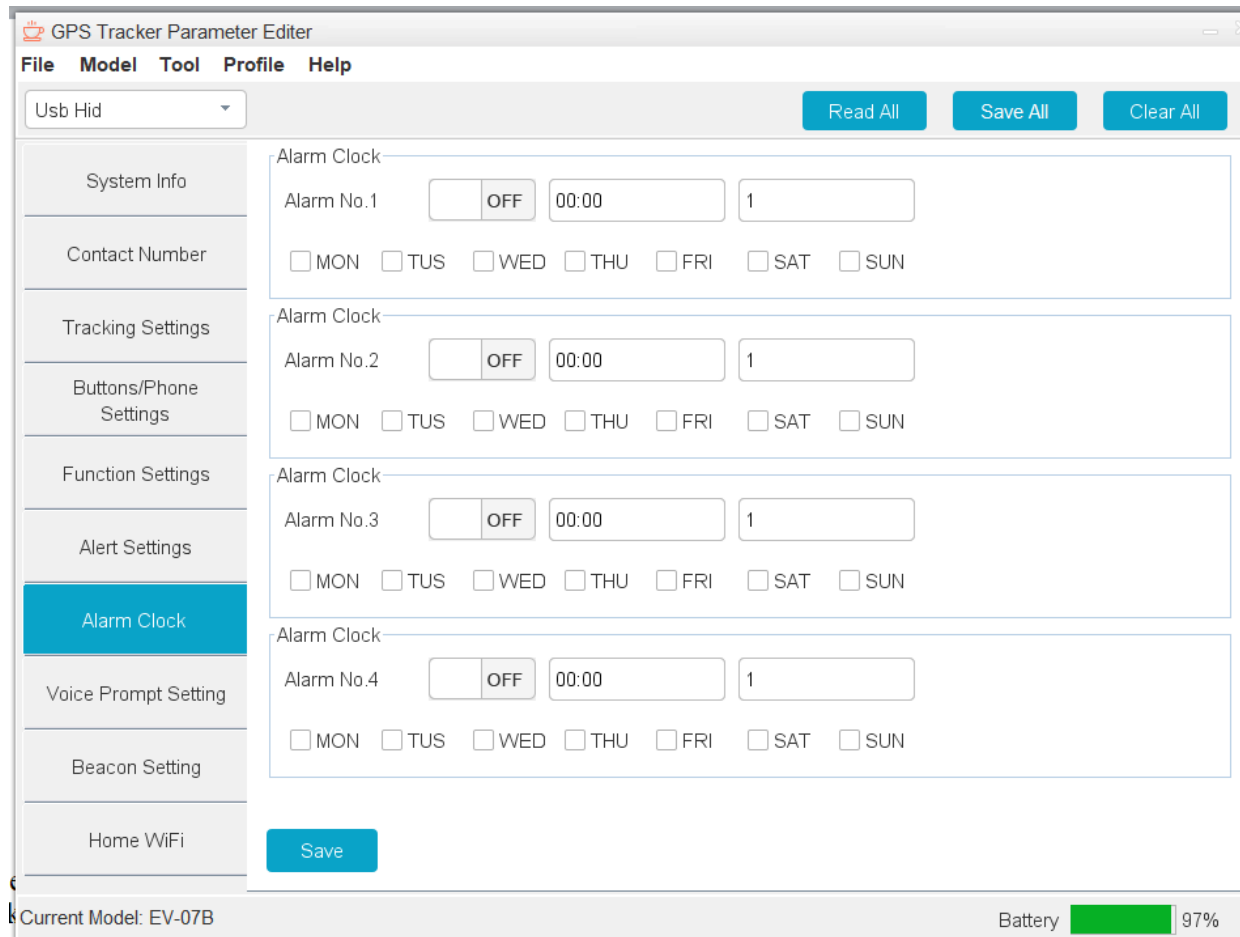 GPS Tracker Parameter Editer
File Model Tool Profile Help
Usb Hid Read All Save All Clear All
System Info
Contact Number
Tracking Settings
Buttons/Phone
Settings
Function Settings
Alert Settings
Alarm Clock
Voice Prompt Setting
Beacon Setting
Home WiFi
Alarm Clock
Alarm No.1 OFF 00:00 1
MON TUS WED THU FRI SAT SUN
Alarm Clock
Alarm No.2 OFF 00:00 1
MON TUS WED THU FRI SAT SUN
Alarm Clock
Alarm No.3 OFF 00:00 1
MON TUS WED THU FRI SAT SUN
Alarm Clock
Alarm No.4 OFF 00:00 1
MON TUS WED THU FRI SAT SUN
Save
Current Model: EV-07B Battery 97%